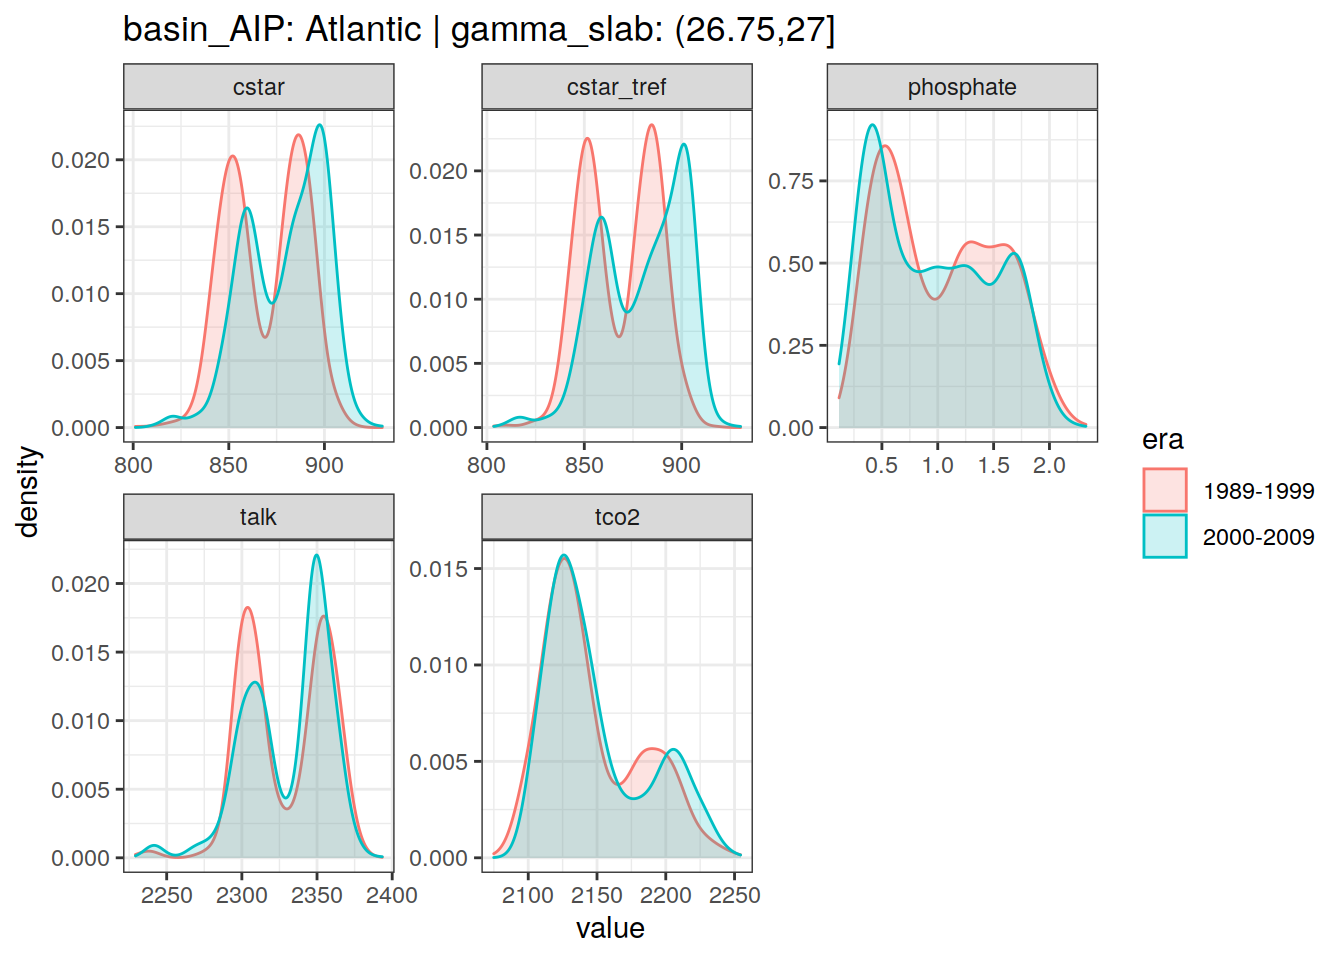 basin_AIP: Atlantic | gamma_slab: (26.75,27]
cstar
cstar_tref
phosphate
0.020
0.015
0.010
0.005
0.000
800 850 900
0.020
0.015
0.010
0.005
0.000
800 850 900
0.75
0.50
0.25
0.00
0.5 1.0 1.5 2.0
talk
tco2
0.020
0.015
0.010
0.005
0.000
2250 2300 2350 2400
0.015
0.010
0.005
0.000
2100 2150 2200 2250
density
value
era
1989-1999
2000-2009